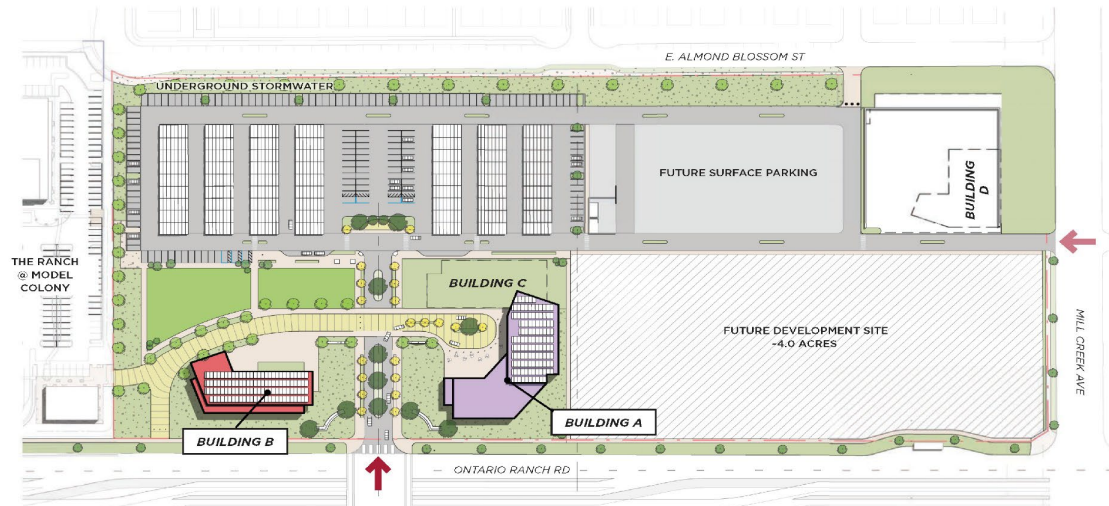 E. ALMOND BLOSSOM ST
UNDERGROUND STORMWATER
FUTURE SURFACE PARKING
BUILDING
D
THE RANCH
@ MODEL
COLONY
BUILDING C
FUTURE DEVELOPMENT SITE
~4.0 ACRES
MILL CREEK AVE
BUILDING A
BUILDING B
ONTARIO RANCH RD